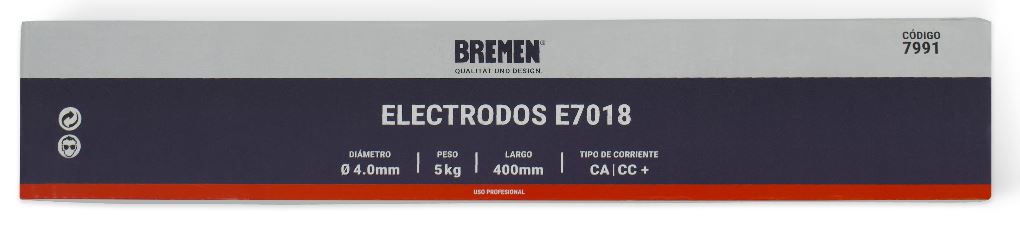 BREMEN®
QUALITÄT UND DESIGN.
CÓDIGO
7991
ELECTRODOS E7018
DIÁMETRO
Ø 4.0mm
PESO
5kg
LARGO
400mm
TIPO DE CORRIENTE
CA|CC +
USO PROFESIONAL